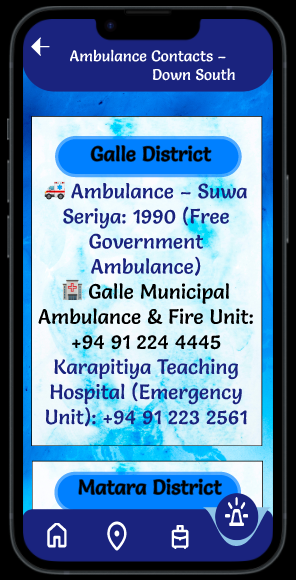 Ambulance Contacts –
Down South
Galle District
Ambulance – Suwa
Seriya: 1990 (Free
Government
Ambulance)
Galle Municipal
Ambulance & Fire Unit:
+94 91 224 4445
Karapitiya Teaching
Hospital (Emergency
Unit): +94 91 223 2561
Matara District